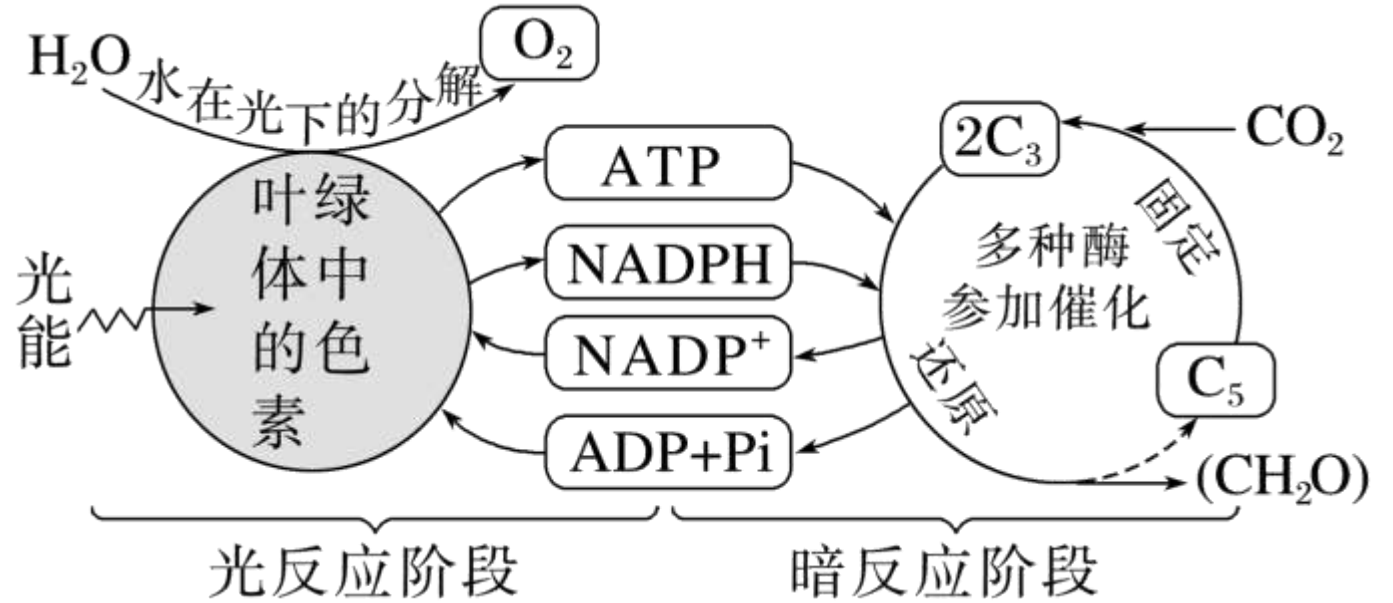 H₂O
水在光下的分解
O₂
光能
叶绿体中的色素
ATP
NADPH
NADP⁺
ADP+Pi
2C₃
CO₂
固定
多种酶
参加催化
还原
C₅
(CH₂O)
光反应阶段
暗反应阶段